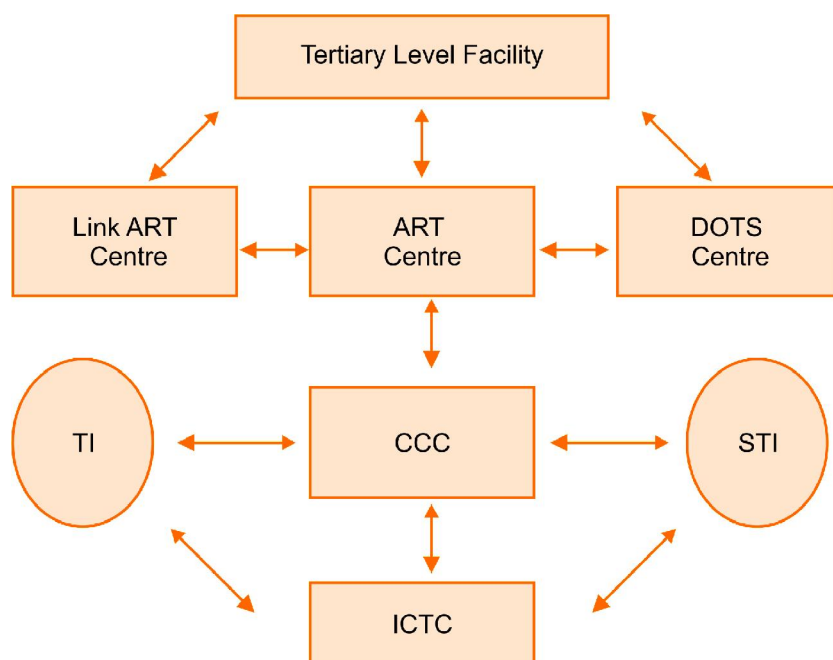 Tertiary Level Facility
Link ART
Centre
ART
Centre
DOTS
Centre
TI
CCC
STI
ICTC